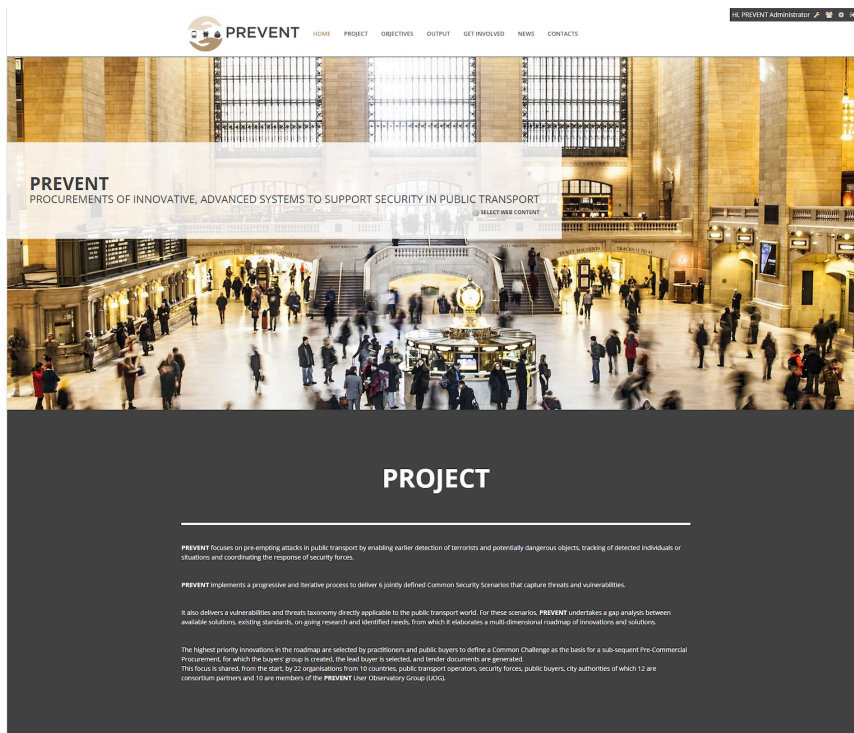 PREVENT
HOME PROJECT OBJECTIVES OUTPUT GET INVOLVED NEWS CONTACTS
Hi, PREVENT Administrator
PREVENT
PROCUREMENTS OF INNOVATIVE, ADVANCED SYSTEMS TO SUPPORT SECURITY IN PUBLIC TRANSPORT
SELECT WEB CONTENT
TICKET MACHINES
TICKET MACHINES
PROJECT
PREVENT focuses on pre-empting attacks in public transport by enabling earlier detection of terrorists and potentially dangerous objects, tracking of detected individuals or
situations and coordinating the response of security forces.
PREVENT implements a progressive and iterative process to deliver 6 jointly defined Common Security Scenarios that capture threats and vulnerabilities.
It also delivers a vulnerabilities and threats taxonomy directly applicable to the public transport world. For these scenarios, PREVENT undertakes a gap analysis between
available solutions, existing standards, on-going research and identified needs, from which it elaborates a multi-dimensional roadmap of innovations and solutions.
The highest priority innovations in the roadmap are selected by practitioners and public buyers to define a Common Challenge as the basis for a sub-sequent Pre-Commercial
Procurement, for which the buyers' group is created, the lead buyer is selected, and tender documents are generated.
This focus is shared, from the start, by 22 organisations from 10 countries, public transport operators, security forces, public buyers, city authorities of which 12 are
consortium partners and 10 are members of the PREVENT User Observatory Group (UOG).